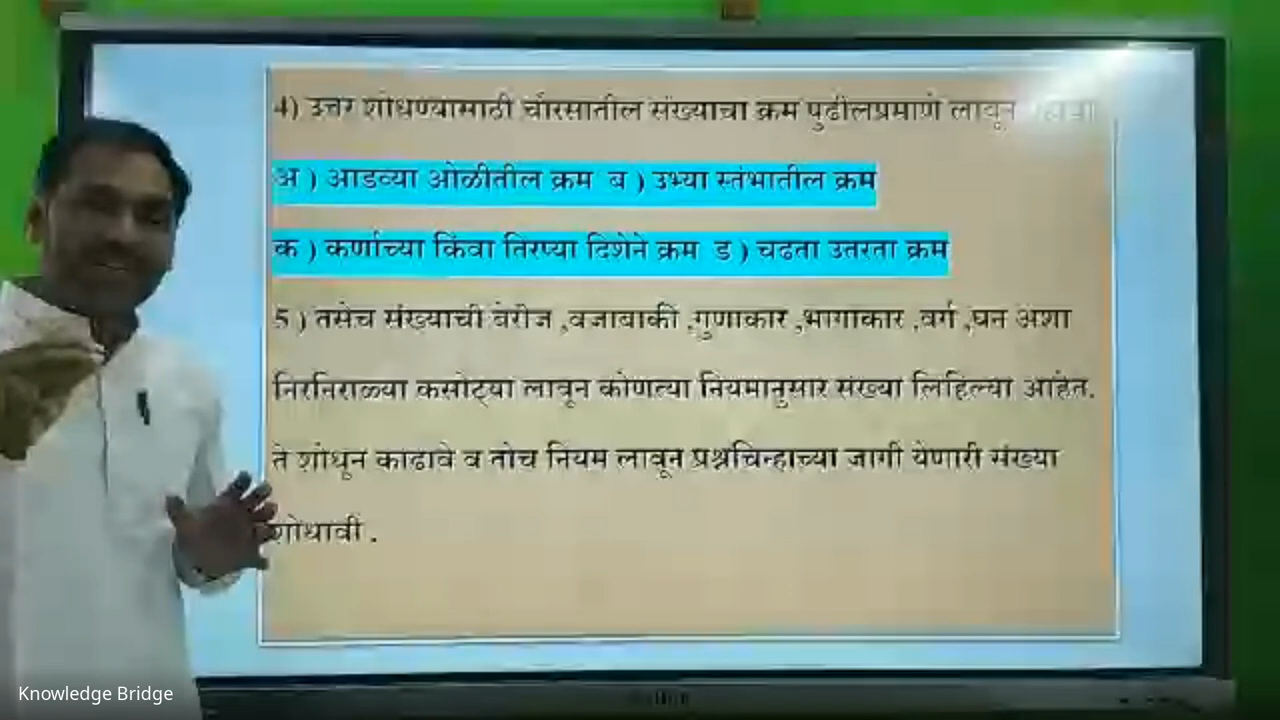 4) उत्तर शोधण्यासाठी चौरसातील संख्याचा क्रम पुढीलप्रमाणे लावून
अ ) आडव्या ओळीतील क्रम ब ) उभ्या स्तंभातील क्रम
क ) कर्णाच्या किंवा तिरप्या दिशेने क्रम ड ) चढता उतरता क्रम
5 ) तसेच संख्याची बेरीज ,वजाबाकी ,गुणाकार ,भागाकार ,वर्ग ,घन अशा
निरनिराळ्या कसोट्या लावून कोणत्या नियमानुसार संख्या लिहिल्या आहेत.
ते शोधून काढावे व तोच नियम लावून प्रश्नचिन्हाच्या जागी येणारी संख्या
शोधावी .
Knowledge Bridge